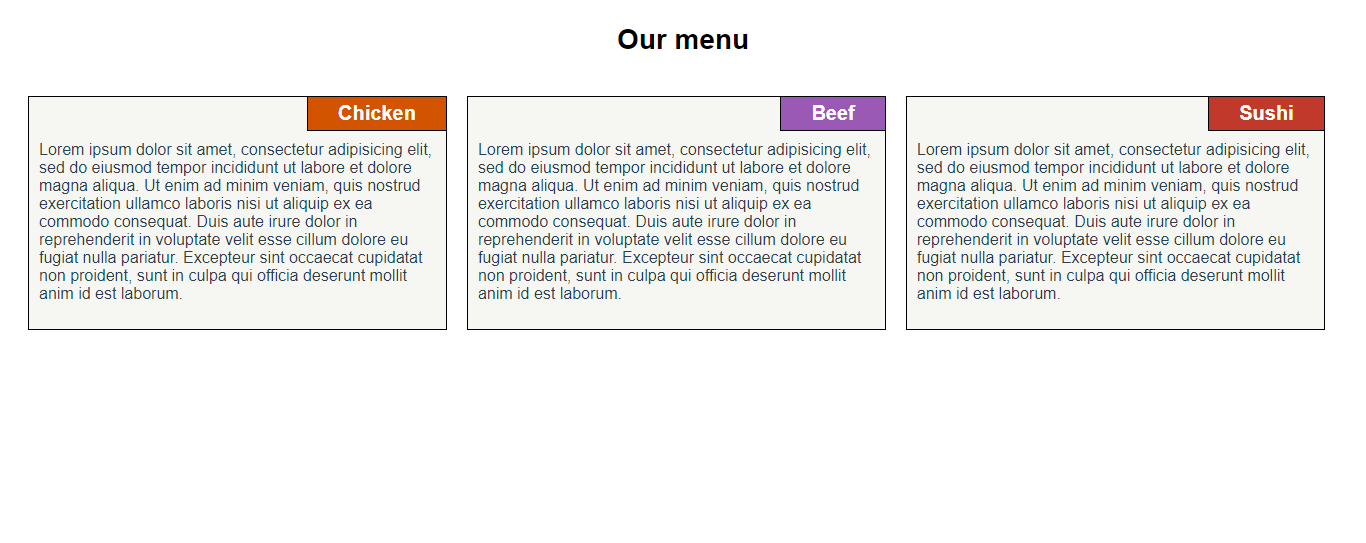 Our menu
Chicken
Lorem ipsum dolor sit amet, consectetur adipisicing elit,
sed do eiusmod tempor incididunt ut labore et dolore
magna aliqua. Ut enim ad minim veniam, quis nostrud
exercitation ullamco laboris nisi ut aliquip ex ea
commodo consequat. Duis aute irure dolor in
reprehenderit in voluptate velit esse cillum dolore eu
fugiat nulla pariatur. Excepteur sint occaecat cupidatat
non proident, sunt in culpa qui officia deserunt mollit
anim id est laborum.
Beef
Lorem ipsum dolor sit amet, consectetur adipisicing elit,
sed do eiusmod tempor incididunt ut labore et dolore
magna aliqua. Ut enim ad minim veniam, quis nostrud
exercitation ullamco laboris nisi ut aliquip ex ea
commodo consequat. Duis aute irure dolor in
reprehenderit in voluptate velit esse cillum dolore eu
fugiat nulla pariatur. Excepteur sint occaecat cupidatat
non proident, sunt in culpa qui officia deserunt mollit
anim id est laborum.
Sushi
Lorem ipsum dolor sit amet, consectetur adipisicing elit,
sed do eiusmod tempor incididunt ut labore et dolore
magna aliqua. Ut enim ad minim veniam, quis nostrud
exercitation ullamco laboris nisi ut aliquip ex ea
commodo consequat. Duis aute irure dolor in
reprehenderit in voluptate velit esse cillum dolore eu
fugiat nulla pariatur. Excepteur sint occaecat cupidatat
non proident, sunt in culpa qui officia deserunt mollit
anim id est laborum.